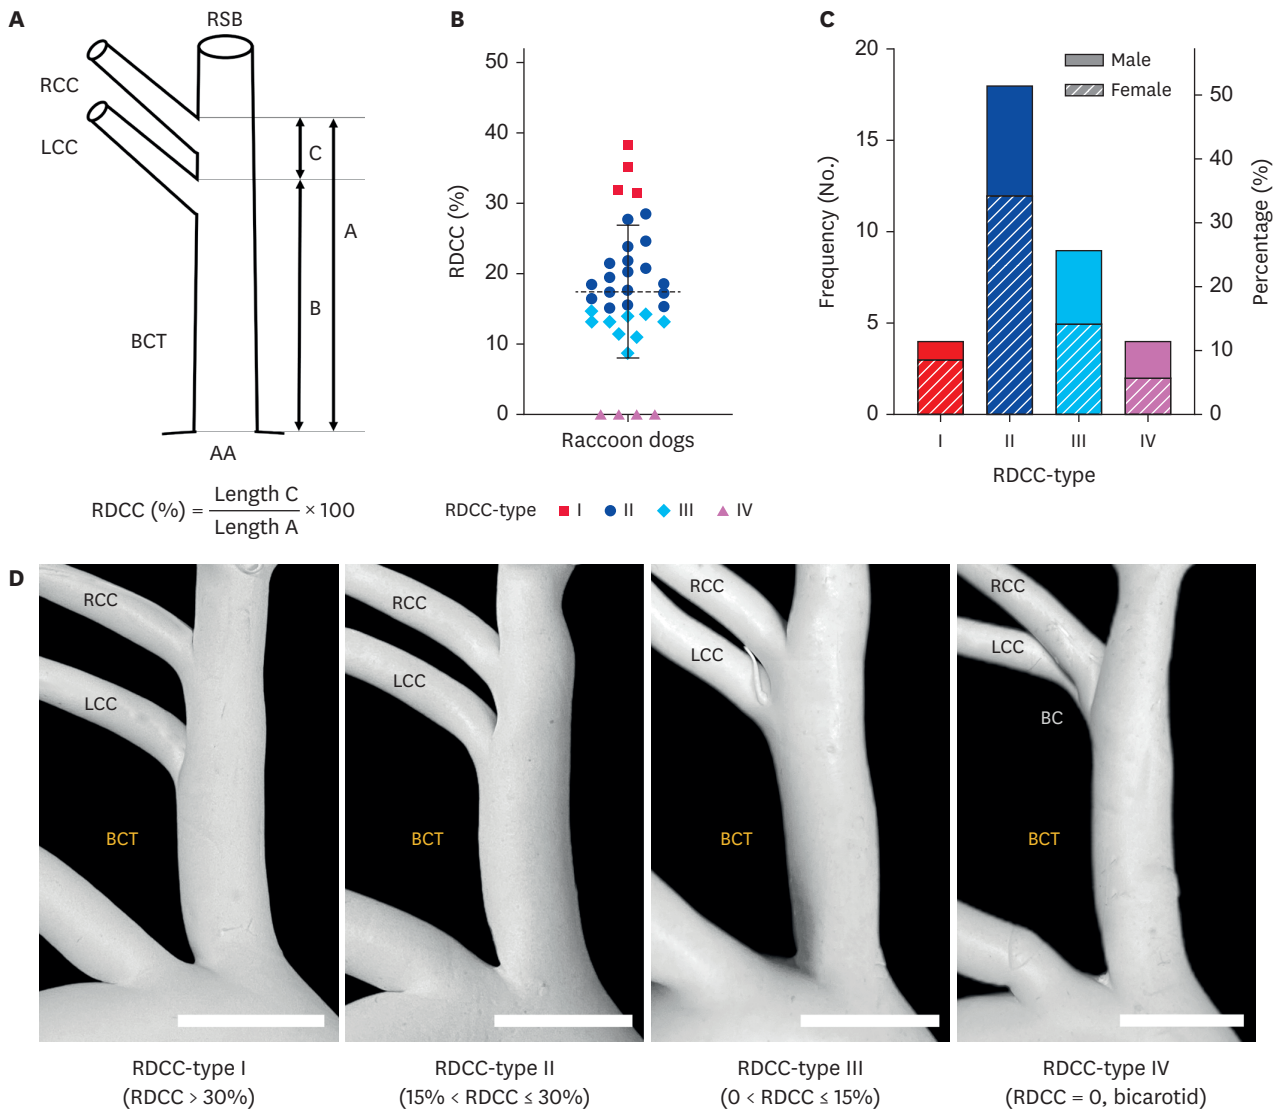 A
RSB
RCC
LCC
C
A
B
BCT
AA
RDCC (%) = Length C / Length A × 100
B
RDCC (%)
50
40
30
20
10
0
Raccoon dogs
RDCC-type I II III IV
C
Frequency (No.)
20
15
10
5
0
Male
Female
Percentage (%)
50
40
30
20
10
0
I II III IV
RDCC-type
D
RCC
LCC
BCT
RDCC-type I
(RDCC > 30%)
RCC
LCC
BCT
RDCC-type II
(15% < RDCC ≤ 30%)
RCC
LCC
BCT
RDCC-type III
(0 < RDCC ≤ 15%)
RCC
LCC
BC
BCT
RDCC-type IV
(RDCC = 0, bicarotid)